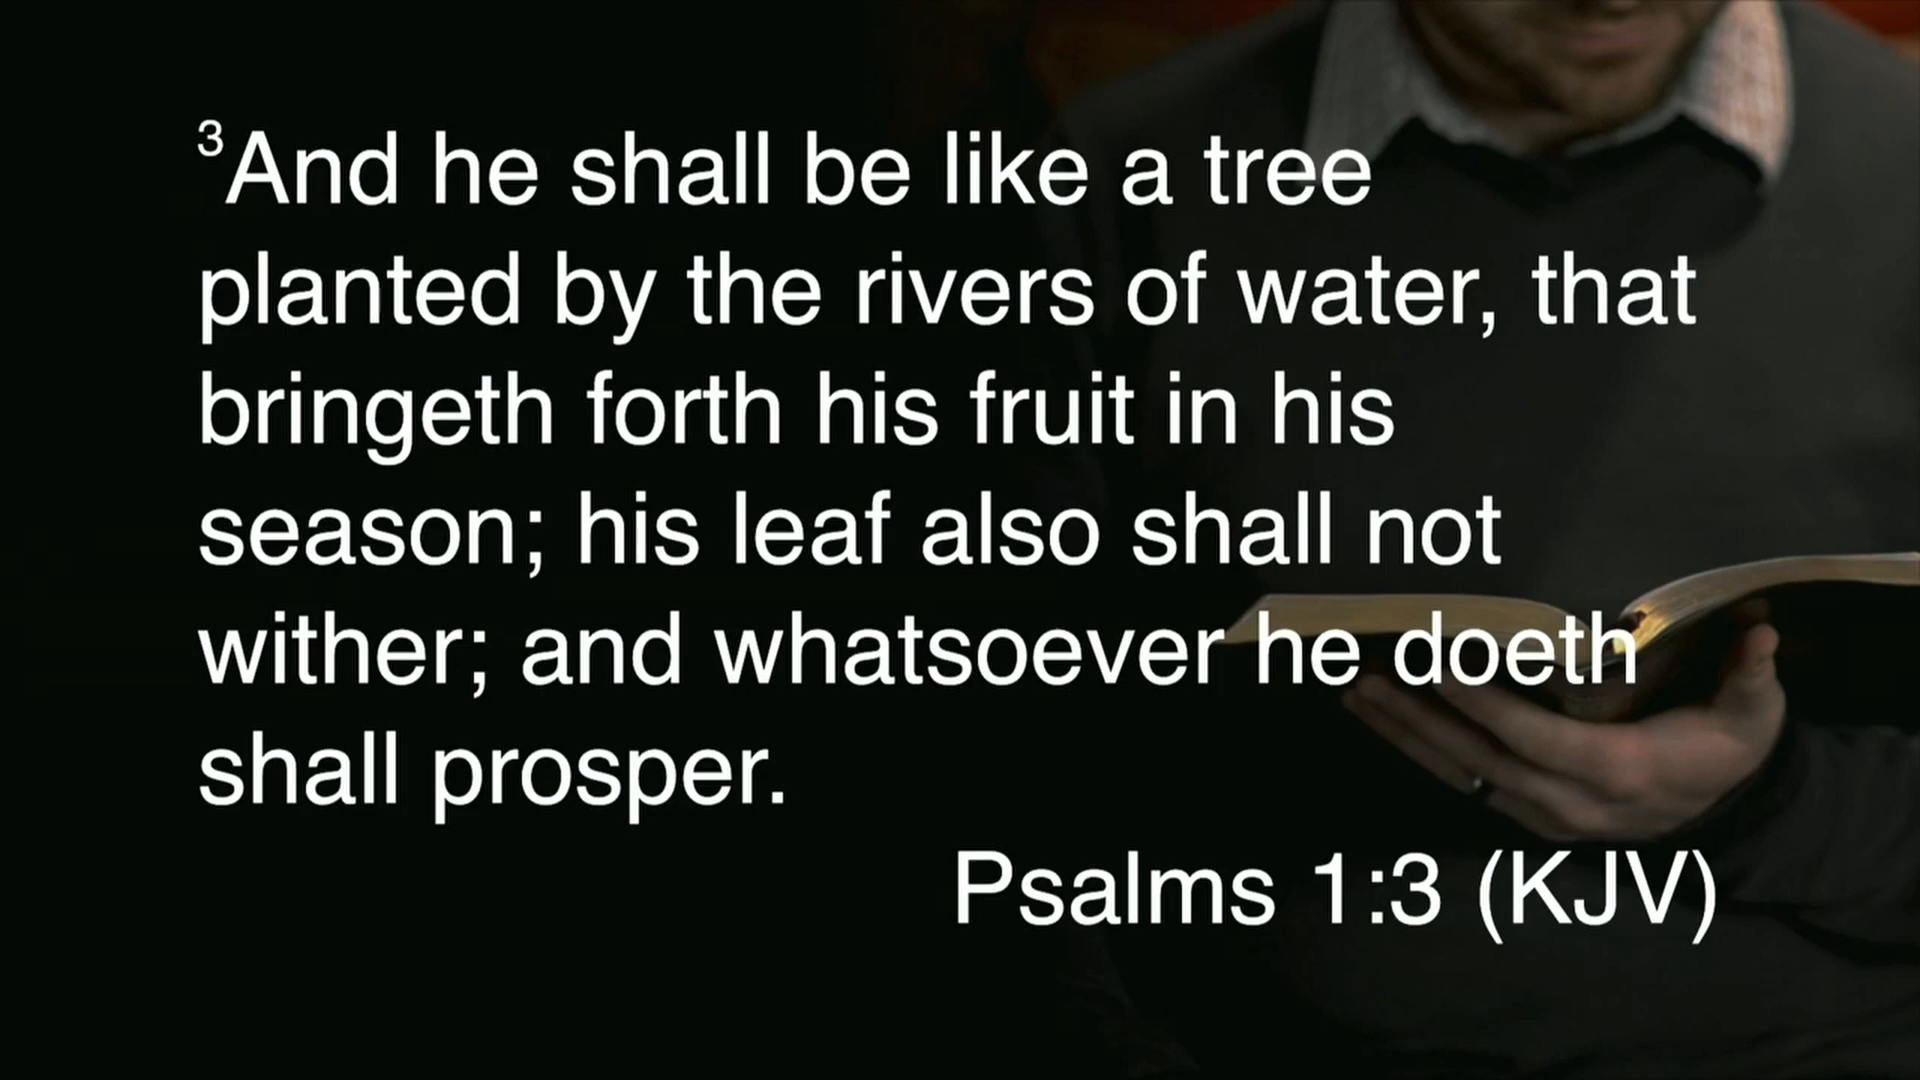 ³And he shall be like a tree
planted by the rivers of water, that
bringeth forth his fruit in his
season; his leaf also shall not
wither; and whatsoever he doeth
shall prosper.
Psalms 1:3 (KJV)